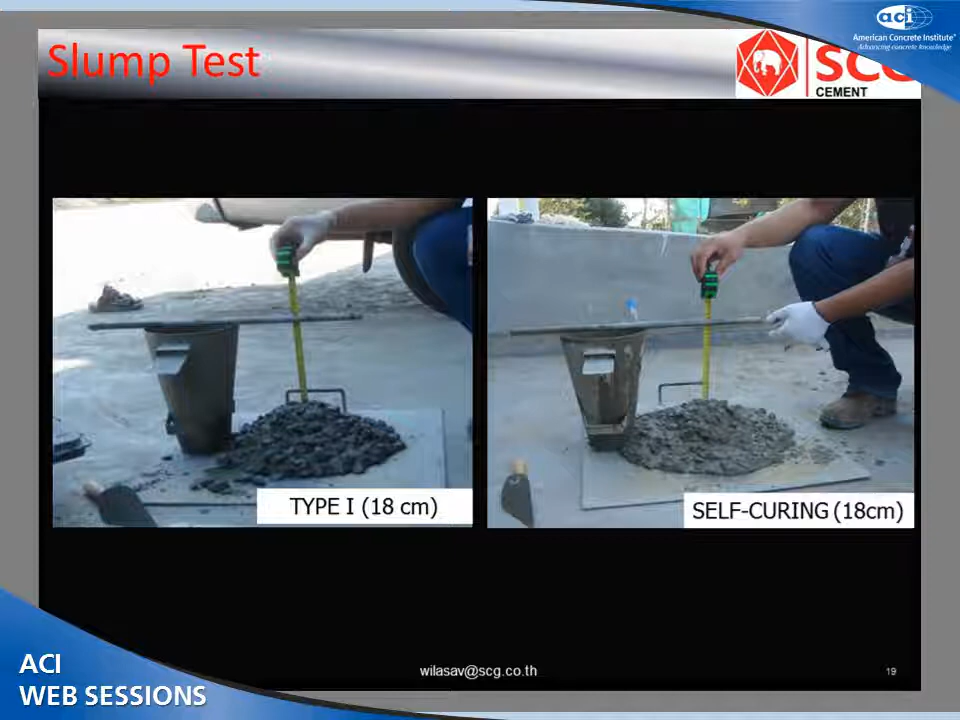 Slump Test
SCG
CEMENT
aci
American Concrete Institute®
Advancing concrete knowledge
TYPE I (18 cm)
SELF-CURING (18cm)
wilasav@scg.co.th
19
ACI
WEB SESSIONS